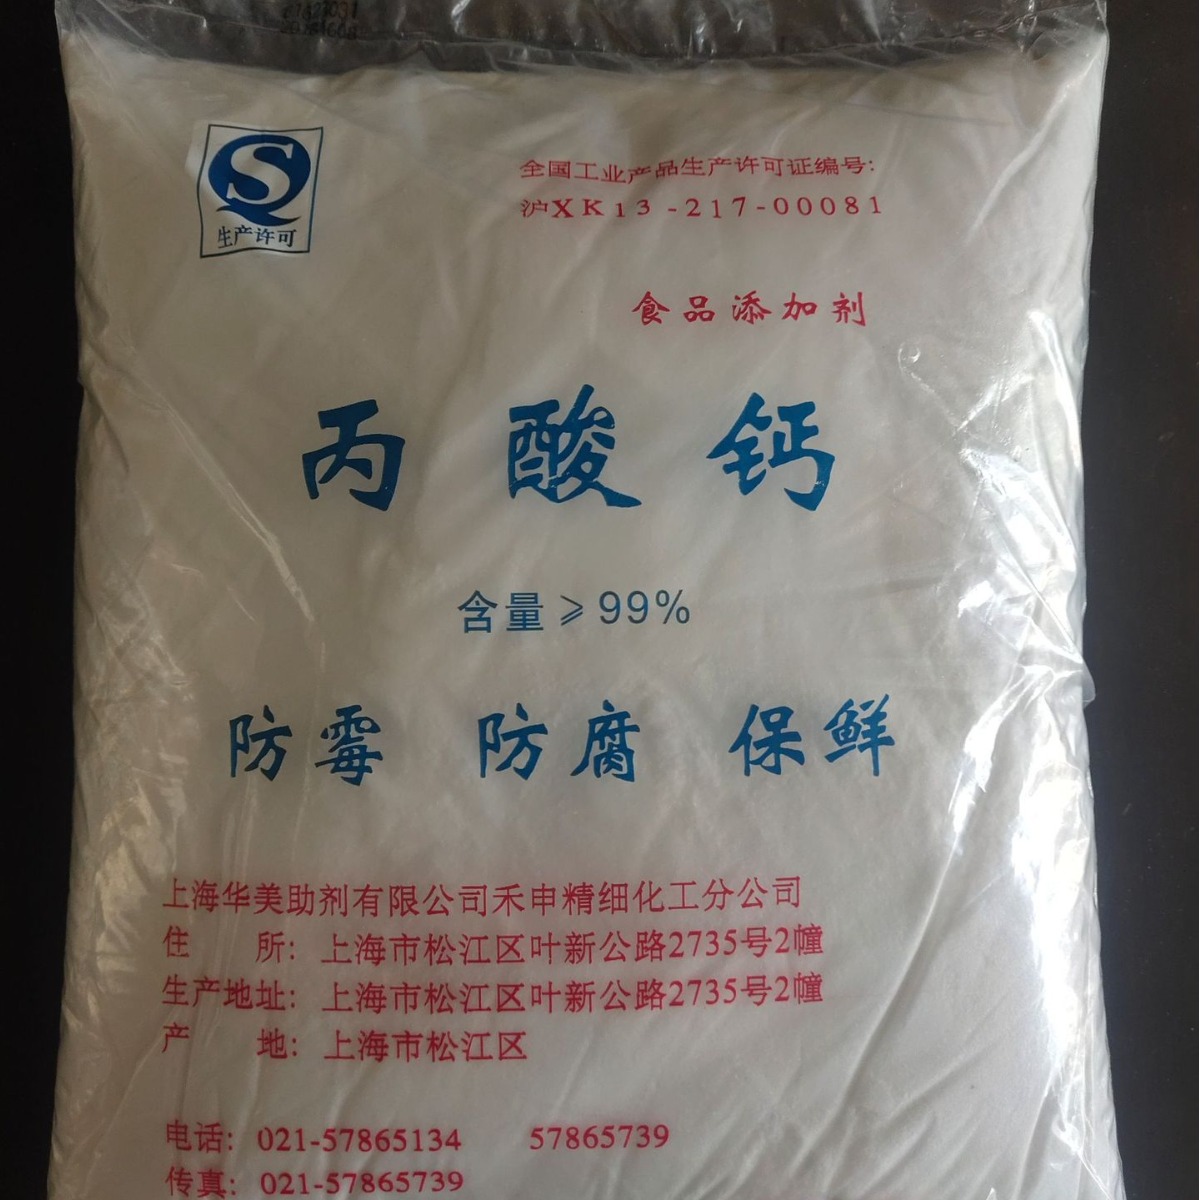 生产许可
全国工业产品生产许可证编号:
沪XK13-217-00081
食品添加剂
丙酸钙
含量≥99%
防霉 防腐 保鲜
上海华美助剂有限公司禾申精细化工分公司
住 所: 上海市松江区叶新公路2735号2幢
生产地址: 上海市松江区叶新公路2735号2幢
产 地: 上海市松江区
电话: 021-57865134 57865739
传真: 021-57865739